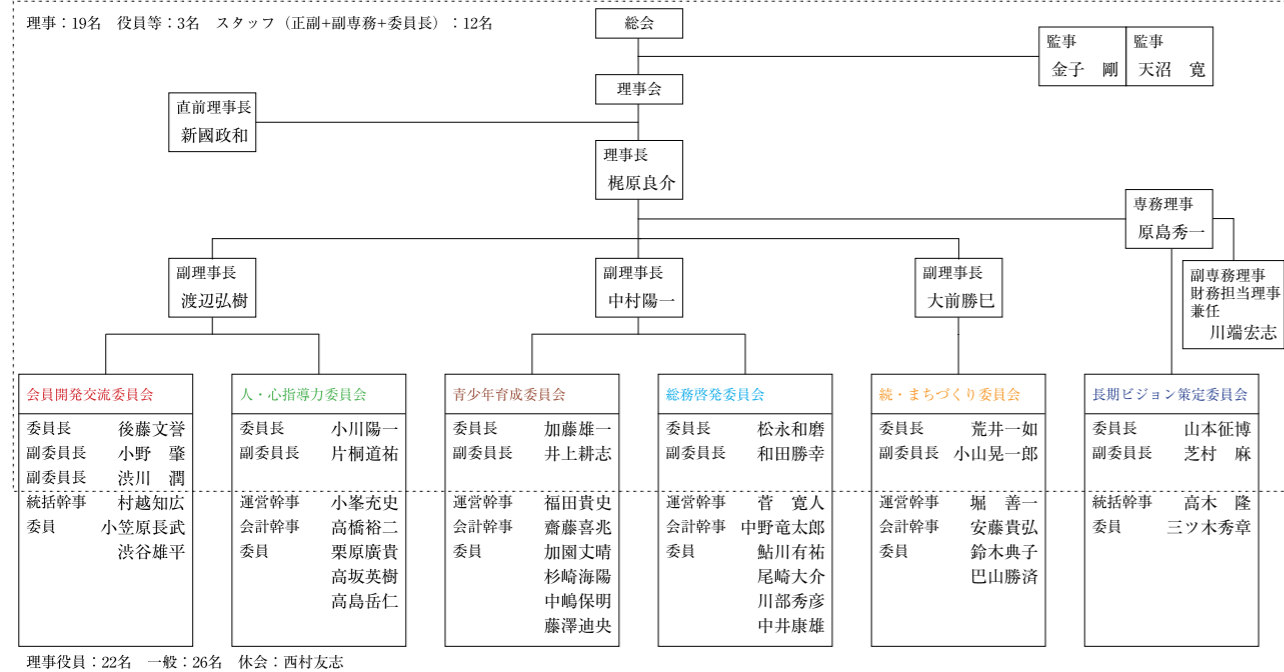 理事：19名　役員等：3名　スタッフ（正副+副専務+委員長）：12名
総会
監事
金子　剛
監事
天沼　寛
理事会
直前理事長
新國政和
理事長
梶原良介
専務理事
原島秀一
副専務理事
財務担当理事
兼任
川端宏志
副理事長
渡辺弘樹
副理事長
中村陽一
副理事長
大前勝巳
会員開発交流委員会
委員長　後藤文誉
副委員長　小野　肇
副委員長　渋川　潤
統括幹事　村越知広
委員　小笠原長武
渋谷雄平
人・心指導力委員会
委員長　小川陽一
副委員長　片桐道祐
運営幹事　小峯充史
会計幹事　高橋裕二
委員　栗原廣貴
高坂英樹
高島岳仁
青少年育成委員会
委員長　加藤雄一
副委員長　井上耕志
運営幹事　福田貴史
会計幹事　齋藤喜兆
委員　加園丈晴
杉崎海陽
中嶋保明
藤澤迪央
総務啓発委員会
委員長　松永和磨
副委員長　和田勝幸
運営幹事　菅　寛人
会計幹事　中野竜太郎
委員　鮎川有祐
尾崎大介
川部秀彦
中井康雄
続・まちづくり委員会
委員長　荒井一如
副委員長　小山晃一郎
運営幹事　堀　善一
会計幹事　安藤貴弘
委員　鈴木典子
巴山勝済
長期ビジョン策定委員会
委員長　山本征博
副委員長　芝村　麻
統括幹事　高木　隆
委員　三ツ木秀章
理事役員：22名　一般：26名　休会：西村友志